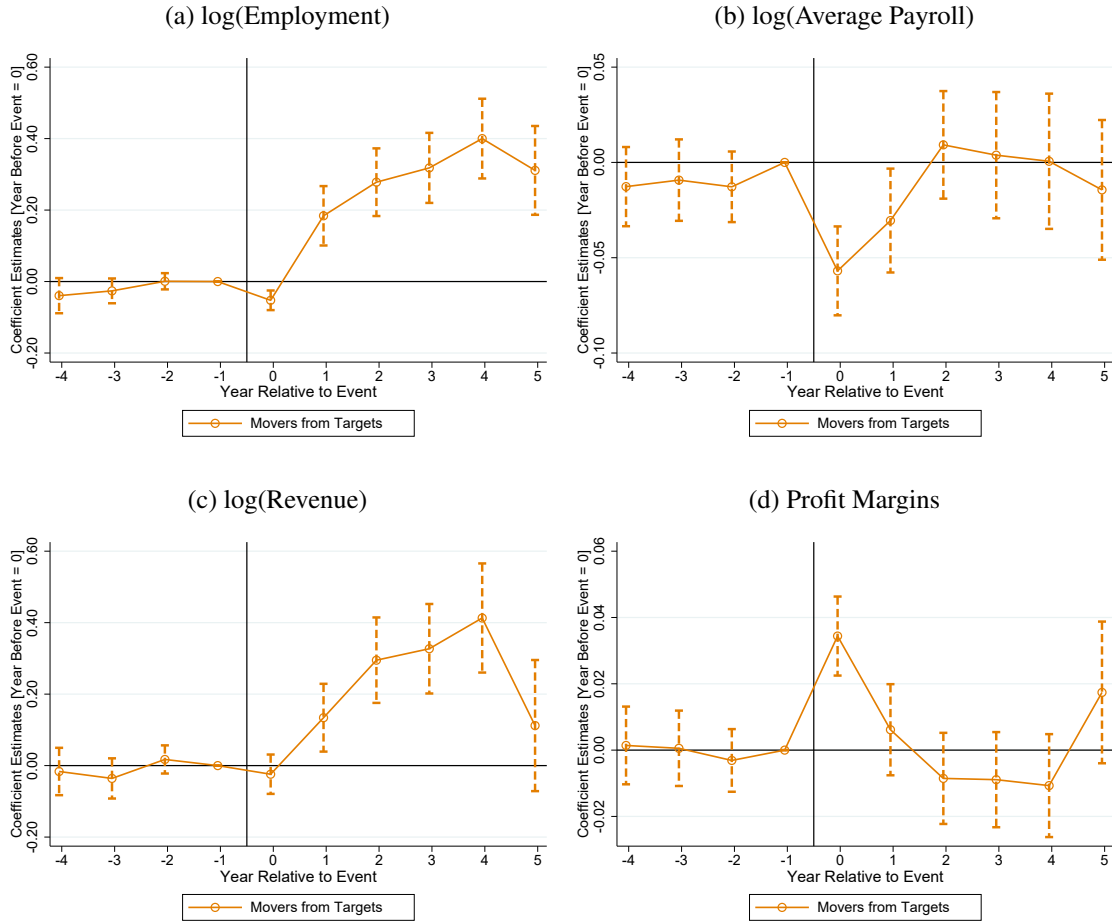 (a) log(Employment)
Coefficient Estimates [Year Before Event = 0]
0.60
0.40
0.20
0.00
-0.20
-4 -3 -2 -1 0 1 2 3 4 5
Year Relative to Event
Movers from Targets
(b) log(Average Payroll)
Coefficient Estimates [Year Before Event = 0]
0.05
0.00
-0.05
-0.10
-4 -3 -2 -1 0 1 2 3 4 5
Year Relative to Event
Movers from Targets
(c) log(Revenue)
Coefficient Estimates [Year Before Event = 0]
0.60
0.40
0.20
0.00
-0.20
-4 -3 -2 -1 0 1 2 3 4 5
Year Relative to Event
Movers from Targets
(d) Profit Margins
Coefficient Estimates [Year Before Event = 0]
0.06
0.04
0.02
0.00
-0.02
-4 -3 -2 -1 0 1 2 3 4 5
Year Relative to Event
Movers from Targets